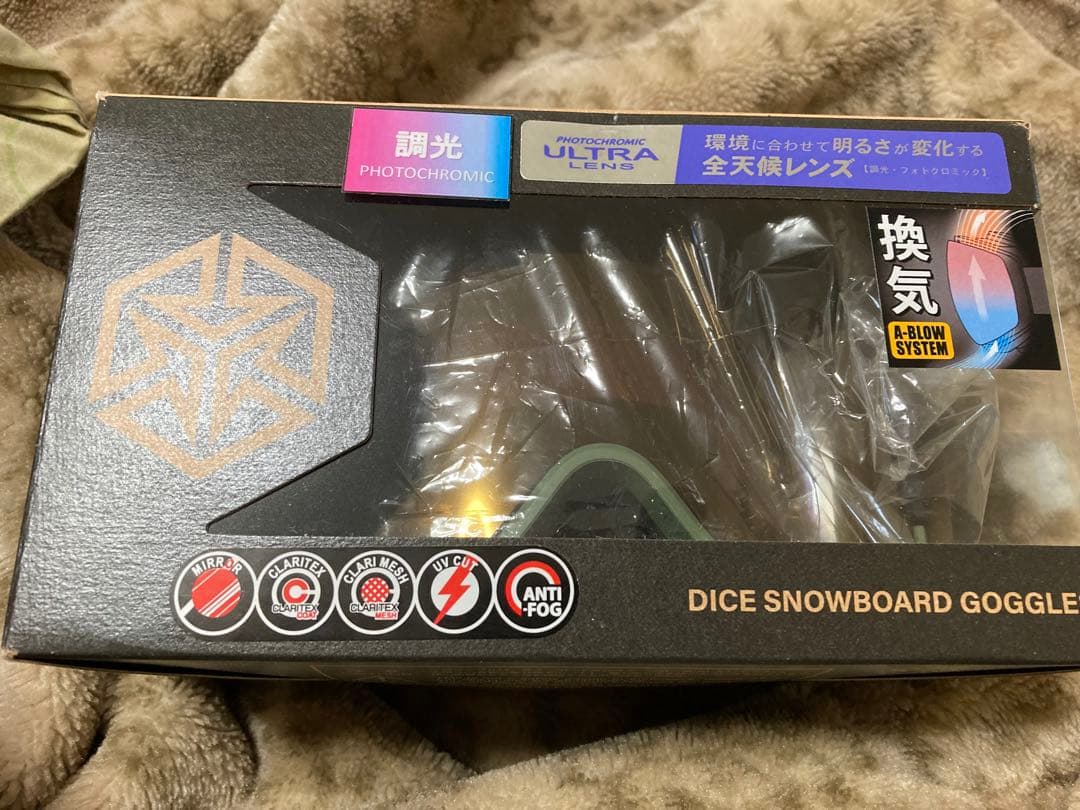 調光
PHOTOCHROMIC
PHOTOCHROMIC
ULTRA
LENS
環境に合わせて明るさが変化する
全天候レンズ【調光・フォトクロミック】
換気
A-BLOW
SYSTEM
MIRROR
CLARITEX
CLARITEX
COAT
CLARI MESH
CLARITEX
MESH
UV CUT
ANTI
-FOG
DICE SNOWBOARD GOGGLE